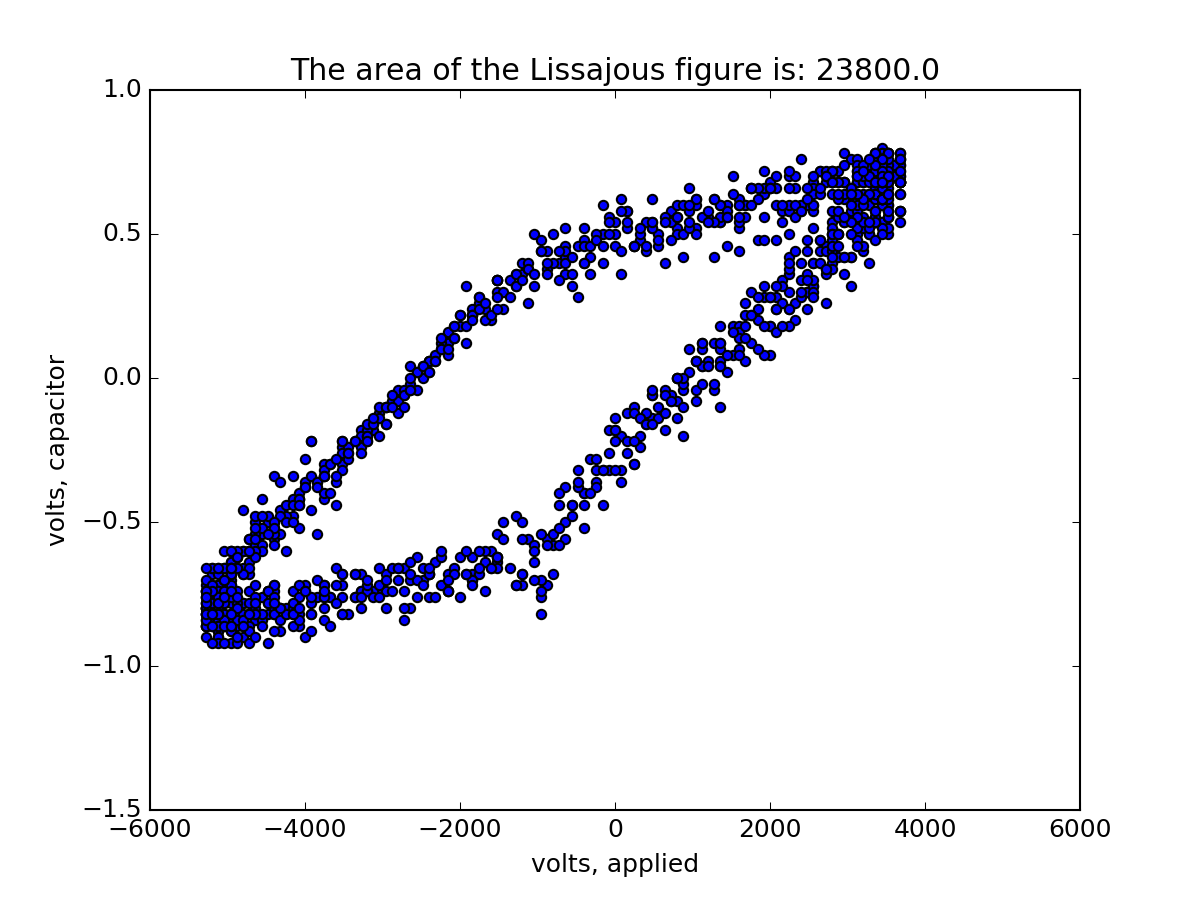 The area of the Lissajous figure is: 23800.0
1.0
0.5
0.0
−0.5
−1.0
−1.5
volts, capacitor
−6000 −4000 −2000 0 2000 4000 6000
volts, applied